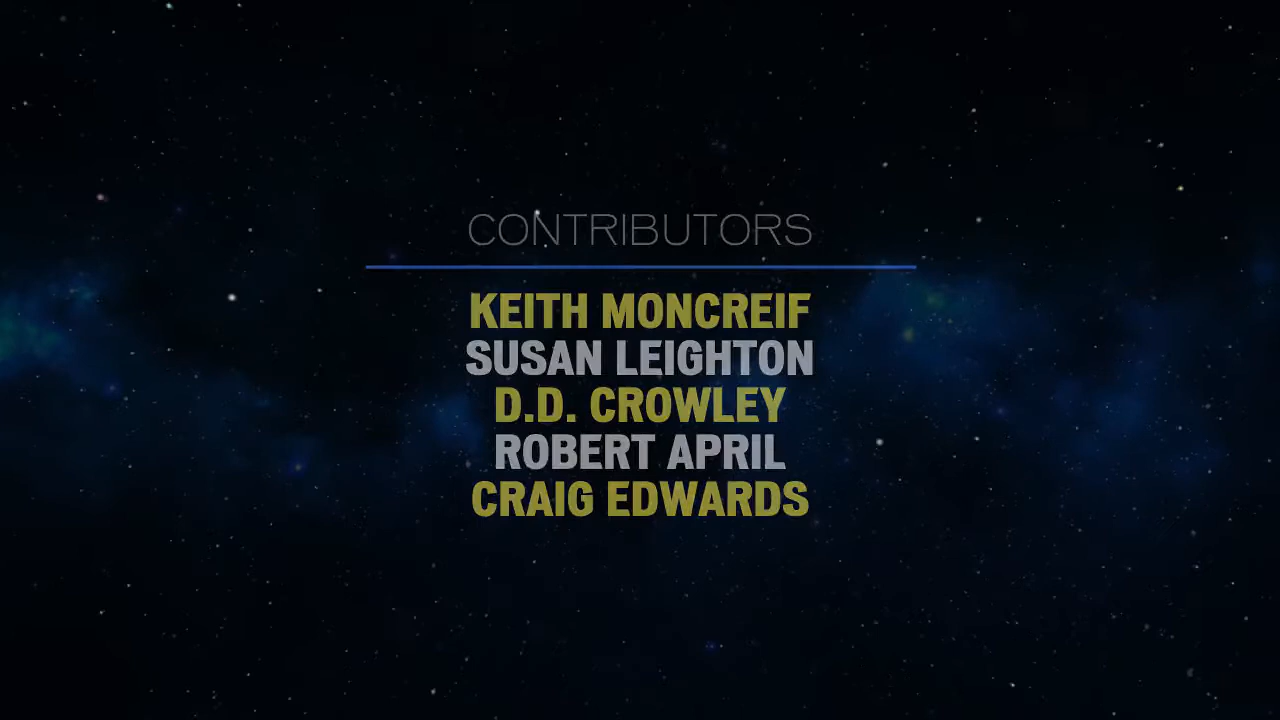 CONTRIBUTORS
KEITH MONCREIF
SUSAN LEIGHTON
D.D. CROWLEY
ROBERT APRIL
CRAIG EDWARDS